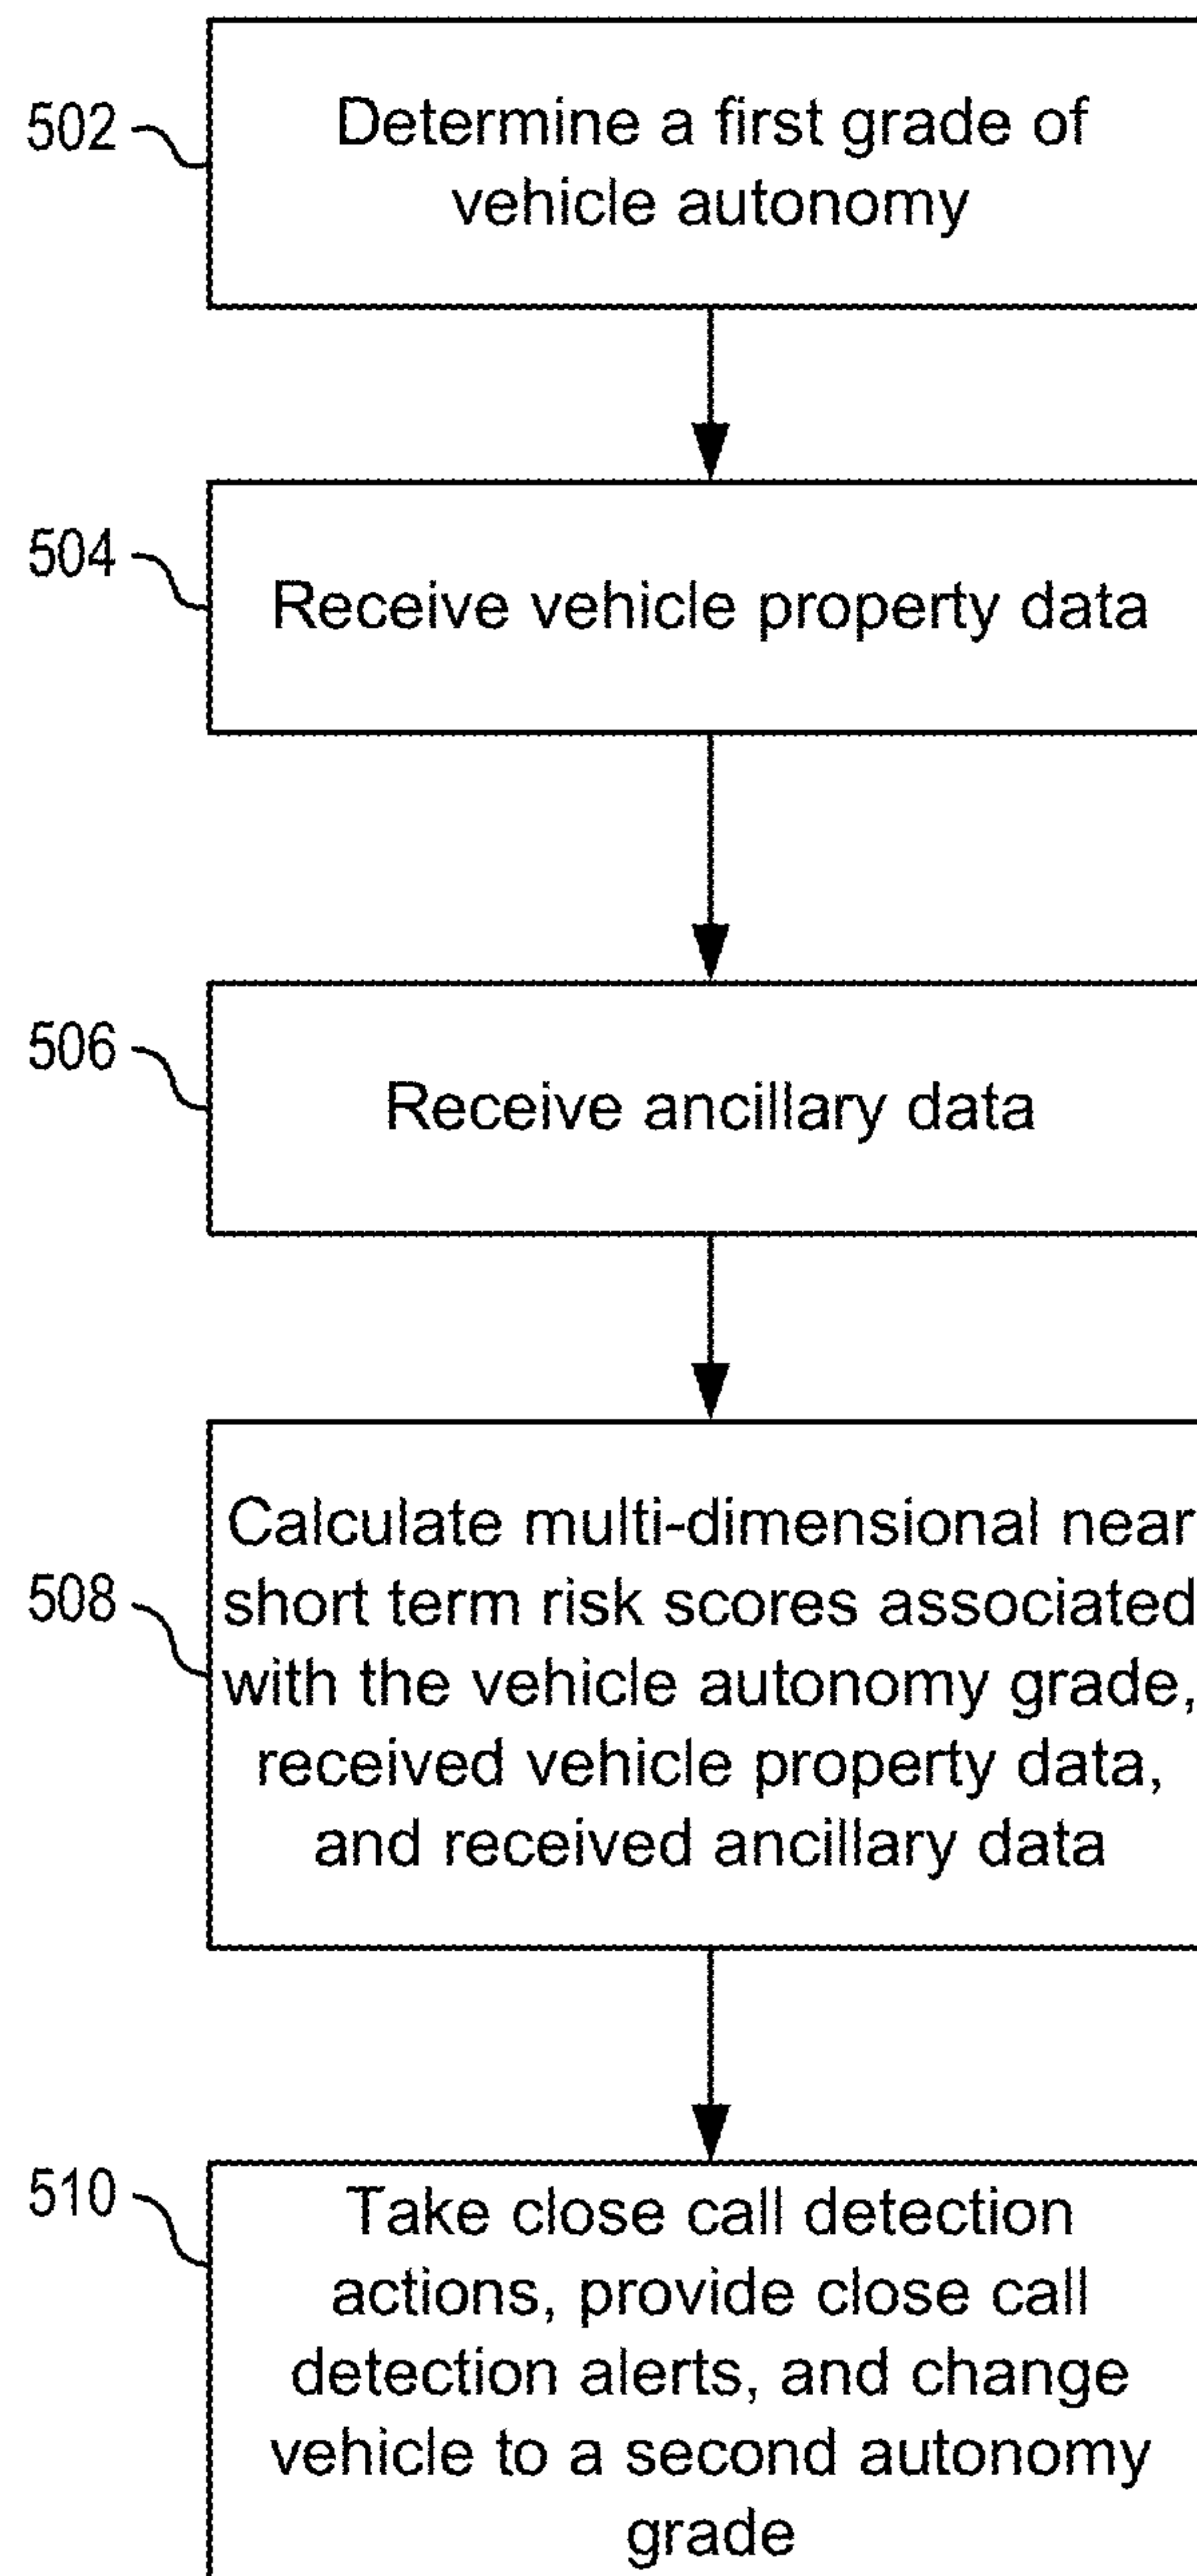 502
Determine a first grade of
vehicle autonomy
504
Receive vehicle property data
506
Receive ancillary data
508
Calculate multi-dimensional near
short term risk scores associated
with the vehicle autonomy grade,
received vehicle property data,
and received ancillary data
510
Take close call detection
actions, provide close call
detection alerts, and change
vehicle to a second autonomy
grade